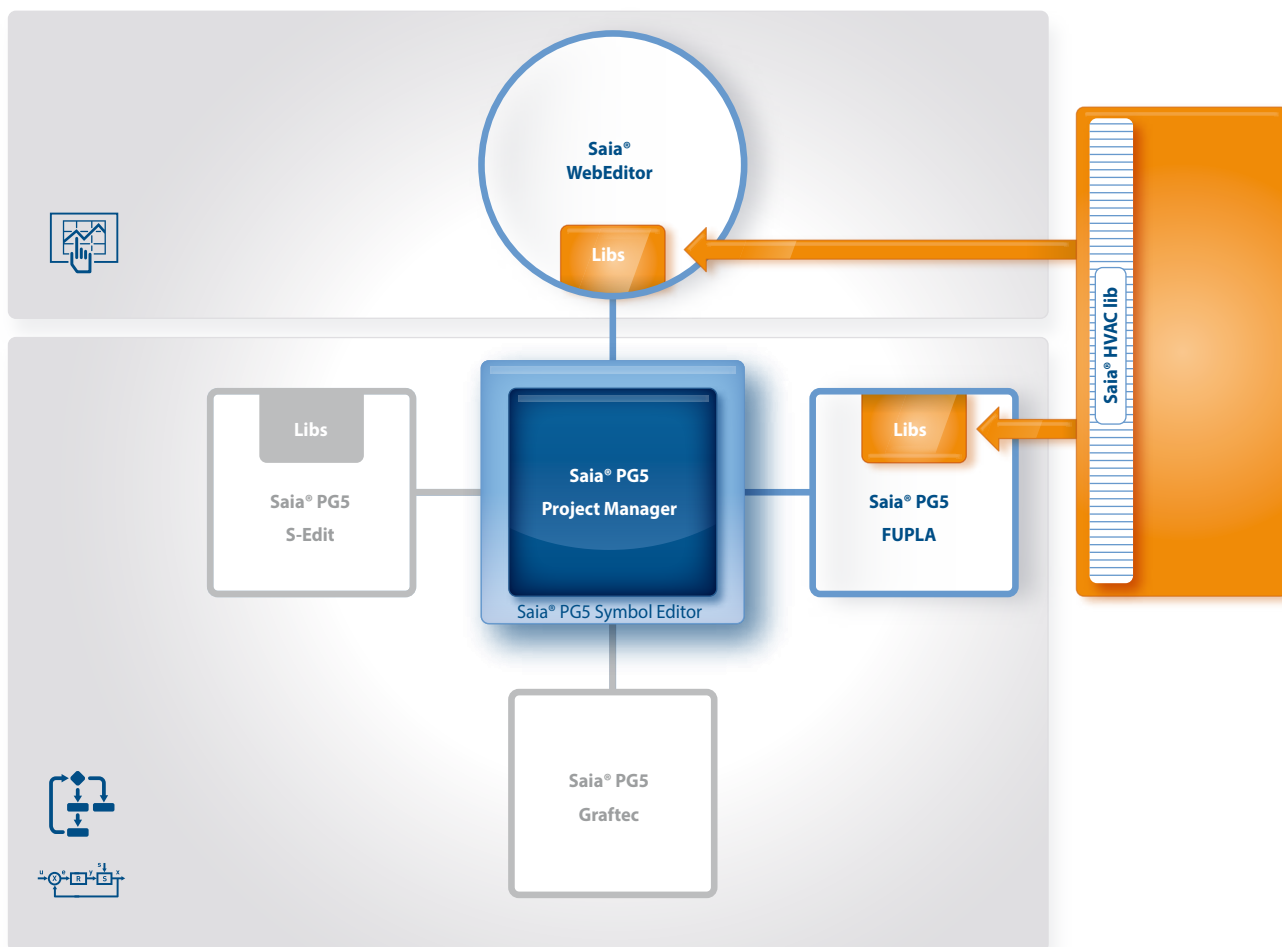 Saia®
WebEditor
Libs
Saia® HVAC lib
Libs
Saia® PG5
S-Edit
Saia® PG5
Project Manager
Saia® PG5 Symbol Editor
Libs
Saia® PG5
FUPLA
Saia® PG5
Graftec
u X e R y S s x